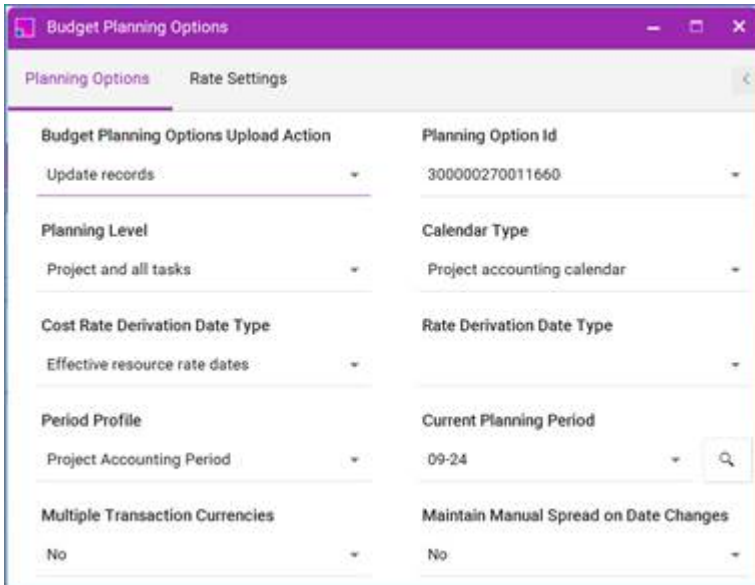 Budget Planning Options
Planning Options Rate Settings
Budget Planning Options Upload Action Planning Option Id
Update records 300000270011660
Planning Level Calendar Type
Project and all tasks Project accounting calendar
Cost Rate Derivation Date Type Rate Derivation Date Type
Effective resource rate dates
Period Profile Current Planning Period
Project Accounting Period 09-24
Multiple Transaction Currencies Maintain Manual Spread on Date Changes
No No